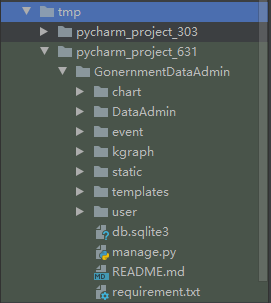 tmp
pycharm_project_303
pycharm_project_631
GonernmentDataAdmin
chart
DataAdmin
event
kgraph
static
templates
user
db.sqlite3
manage.py
README.md
requirement.txt